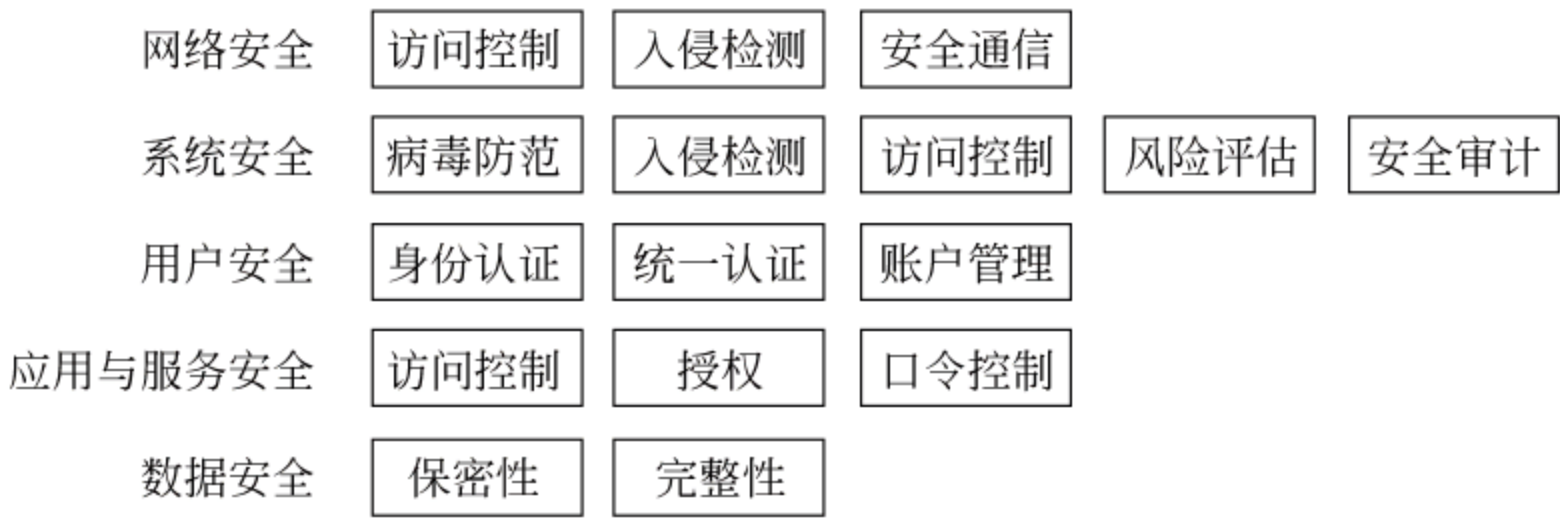 网络安全 访问控制 入侵检测 安全通信
系统安全 病毒防范 入侵检测 访问控制 风险评估 安全审计
用户安全 身份认证 统一认证 账户管理
应用与服务安全 访问控制 授权 口令控制
数据安全 保密性 完整性